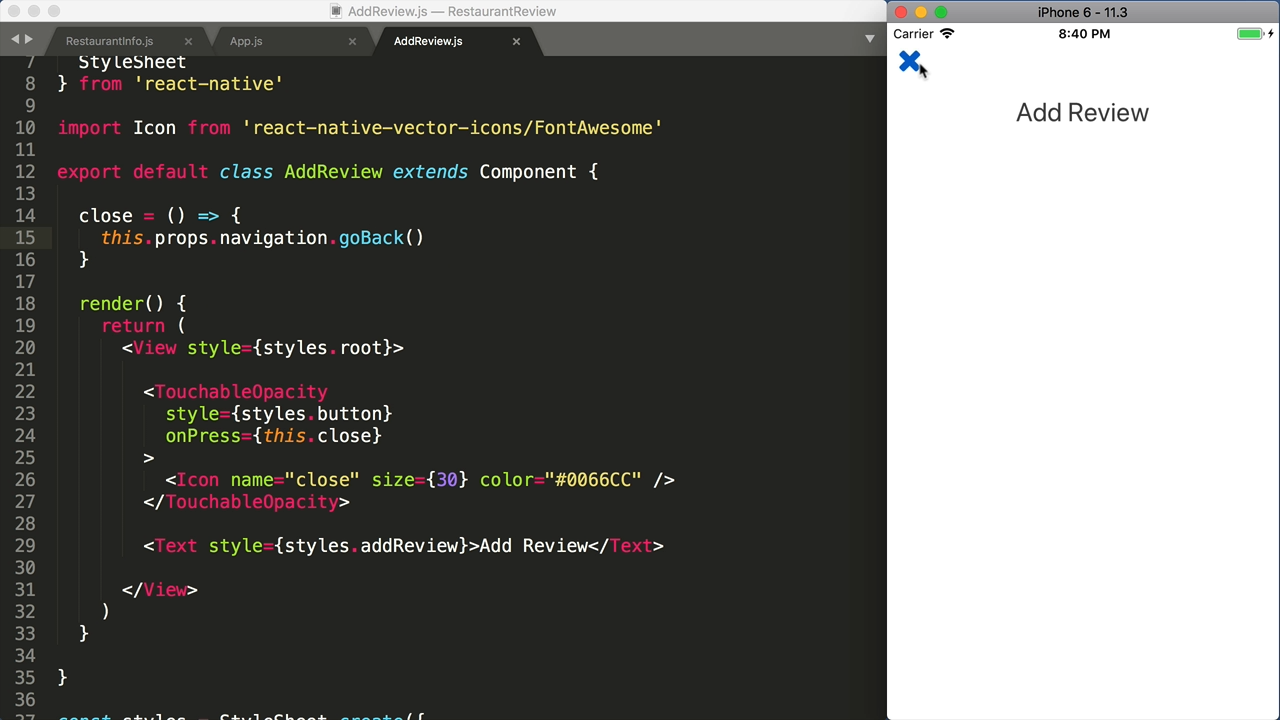 AddReview.js — RestaurantReview
RestaurantInfo.js
App.js
AddReview.js
7 StyleSheet
8 } from 'react-native'
9
10 import Icon from 'react-native-vector-icons/FontAwesome'
11
12 export default class AddReview extends Component {
13
14 close = () => {
15 this.props.navigation.goBack()
16 }
17
18 render() {
19 return (
20 <View style={styles.root}>
21
22 <TouchableOpacity
23 style={styles.button}
24 onPress={this.close}
25 >
26 <Icon name="close" size={30} color="#0066CC" />
27 </TouchableOpacity>
28
29 <Text style={styles.addReview}>Add Review</Text>
30
31 </View>
32 )
33 }
34
35 }
36
37 const styles = StyleSheet.create({
iPhone 6 - 11.3
Carrier 8:40 PM
Add Review